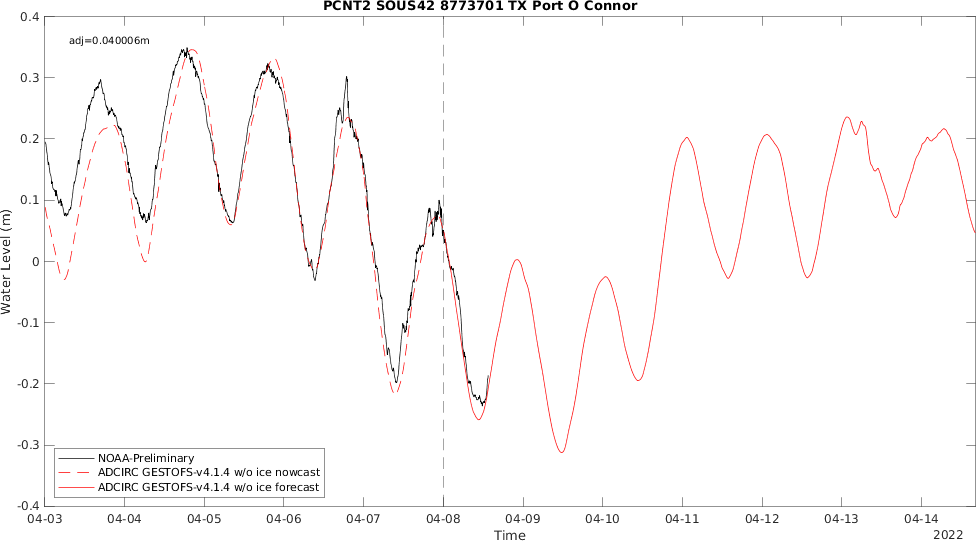 PCNT2 SOUS42 8773701 TX Port O Connor
adj=0.040006m
0.4
0.3
0.2
0.1
0
-0.1
-0.2
-0.3
-0.4
Water Level (m)
NOAA-Preliminary
ADCIRC GESTOFS-v4.1.4 w/o ice nowcast
ADCIRC GESTOFS-v4.1.4 w/o ice forecast
04-03 04-04 04-05 04-06 04-07 04-08 04-09 04-10 04-11 04-12 04-13 04-14
Time
2022